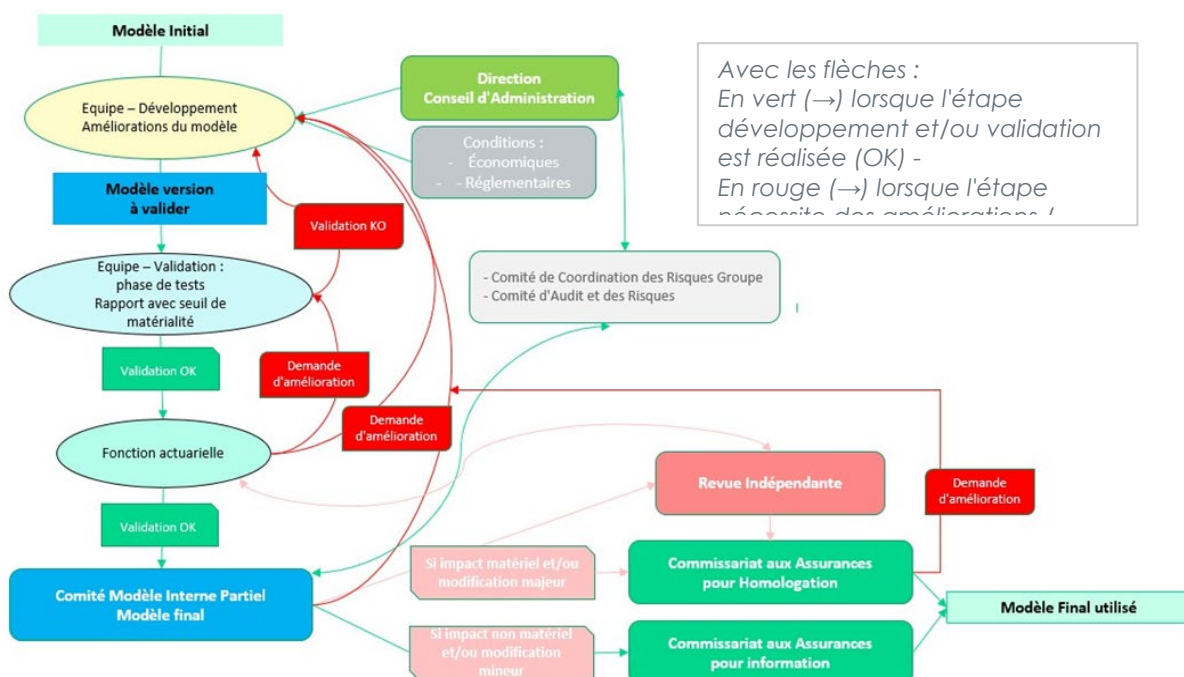 Modèle Initial
Direction
Conseil d'Administration
Avec les flèches :
En vert (→) lorsque l'étape
développement et/ou validation
est réalisée (OK) -
En rouge (→) lorsque l'étape
nécessite des améliorations /
Equipe – Développement
Améliorations du modèle
Conditions :
- Économiques
- - Réglementaires
Modèle version
à valider
Validation KO
Equipe – Validation :
phase de tests
Rapport avec seuil de
matérialité
- Comité de Coordination des Risques Groupe
- Comité d'Audit et des Risques
Validation OK
Demande
d'amélioration
Demande
d'amélioration
Fonction actuarielle
Revue Indépendante
Demande
d'amélioration
Validation OK
Si impact matériel et/ou
modification majeur
Commissariat aux Assurances
pour Homologation
Comité Modèle Interne Partiel
Modèle final
Modèle Final utilisé
Si impact non matériel
et/ou modification
mineur
Commissariat aux Assurances
pour information